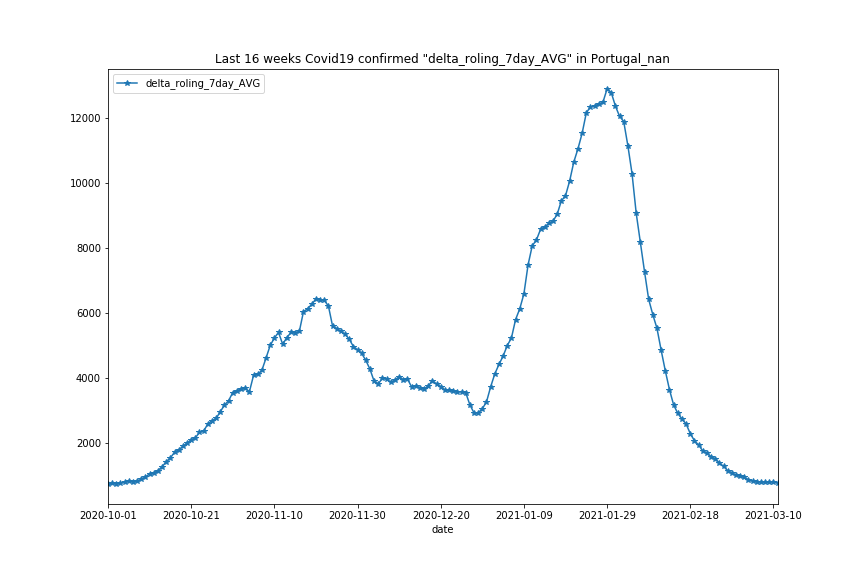 Last 16 weeks Covid19 confirmed "delta_roling_7day_AVG" in Portugal_nan
delta_roling_7day_AVG
12000
10000
8000
6000
4000
2000
2020-10-01 2020-10-21 2020-11-10 2020-11-30 2020-12-20 2021-01-09 2021-01-29 2021-02-18 2021-03-10
date